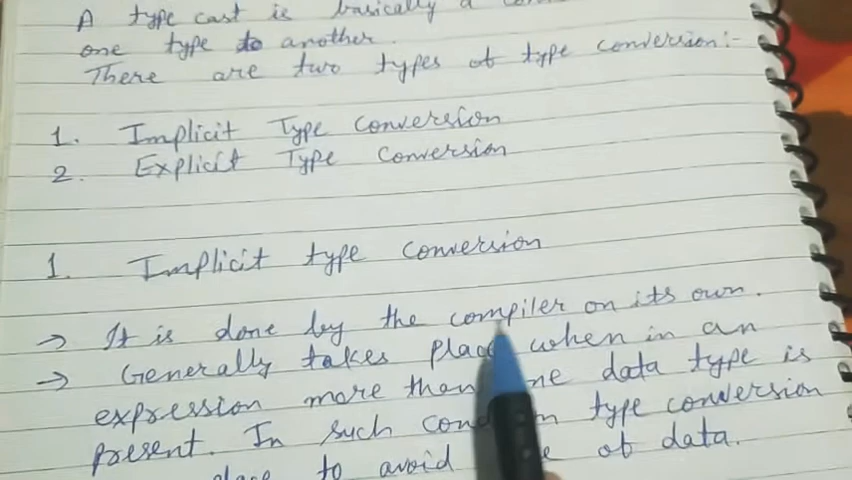 A type cast is basically a
one type to another.
There are two types of type conversion:-
1. Implicit Type Conversion
2. Explicit Type Conversion
1. Implicit type conversion
→ It is done by the compiler on its own.
→ Generally takes place when in an
expression more than one data type is
present. In such type conversion
place to avoid of data.